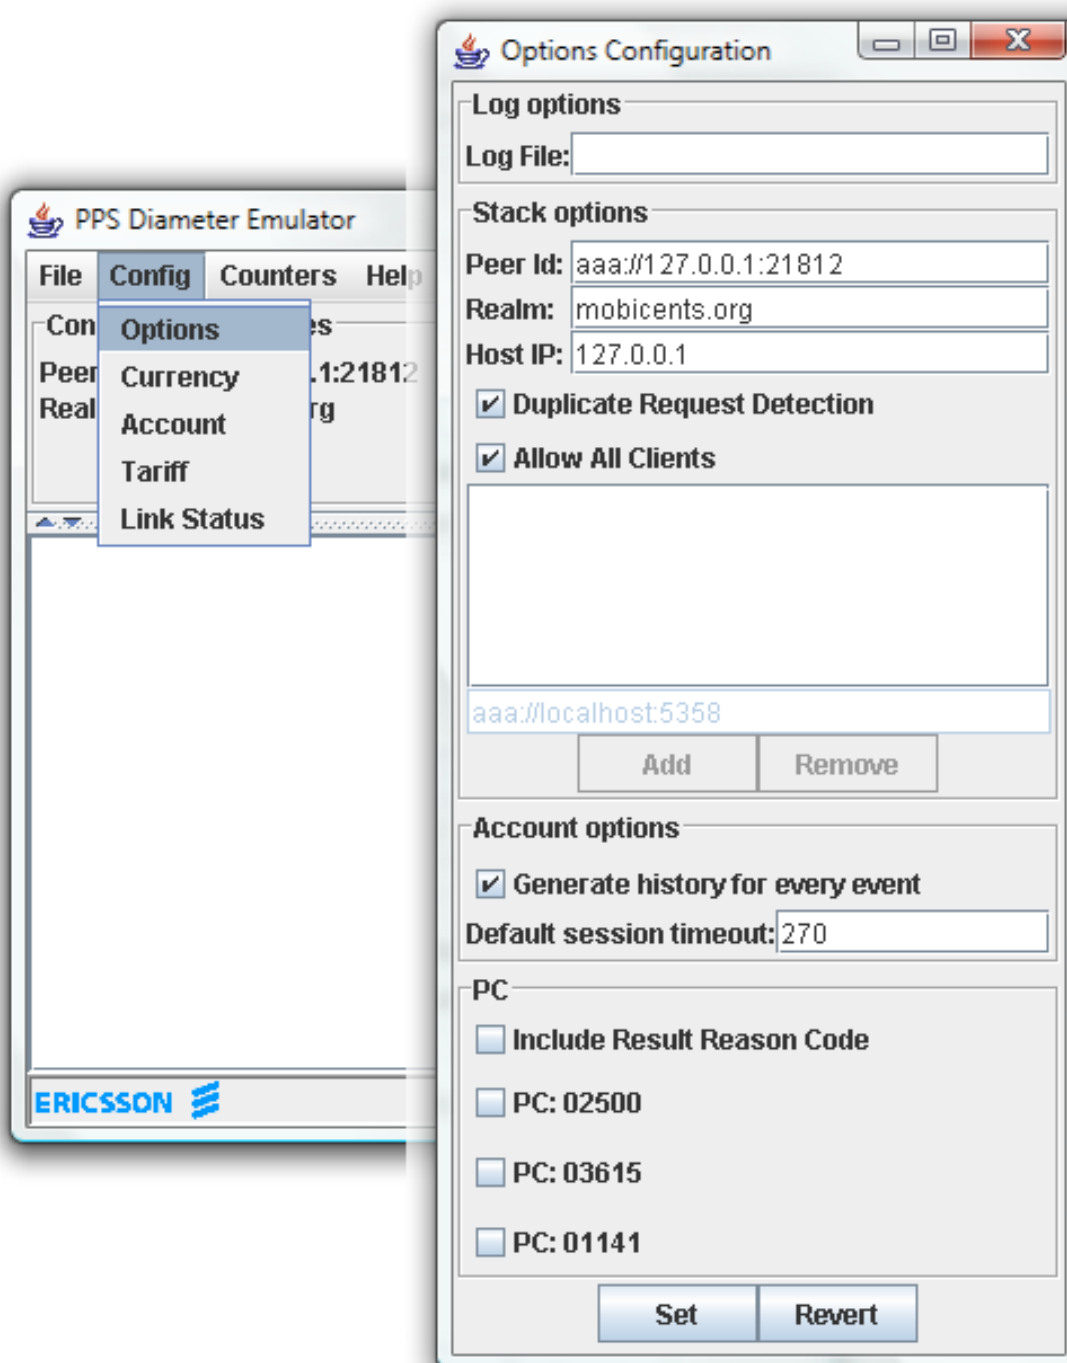 PPS Diameter Emulator
File Config Counters Help
Options
Currency
Account
Tariff
Link Status
.1:21812
ERICSSON
Options Configuration
Log options
Log File:
Stack options
Peer Id: aaa://127.0.0.1:21812
Realm: mobicents.org
Host IP: 127.0.0.1
Duplicate Request Detection
Allow All Clients
aaa://localhost:5358
Add Remove
Account options
Generate history for every event
Default session timeout: 270
PC
Include Result Reason Code
PC: 02500
PC: 03615
PC: 01141
Set Revert